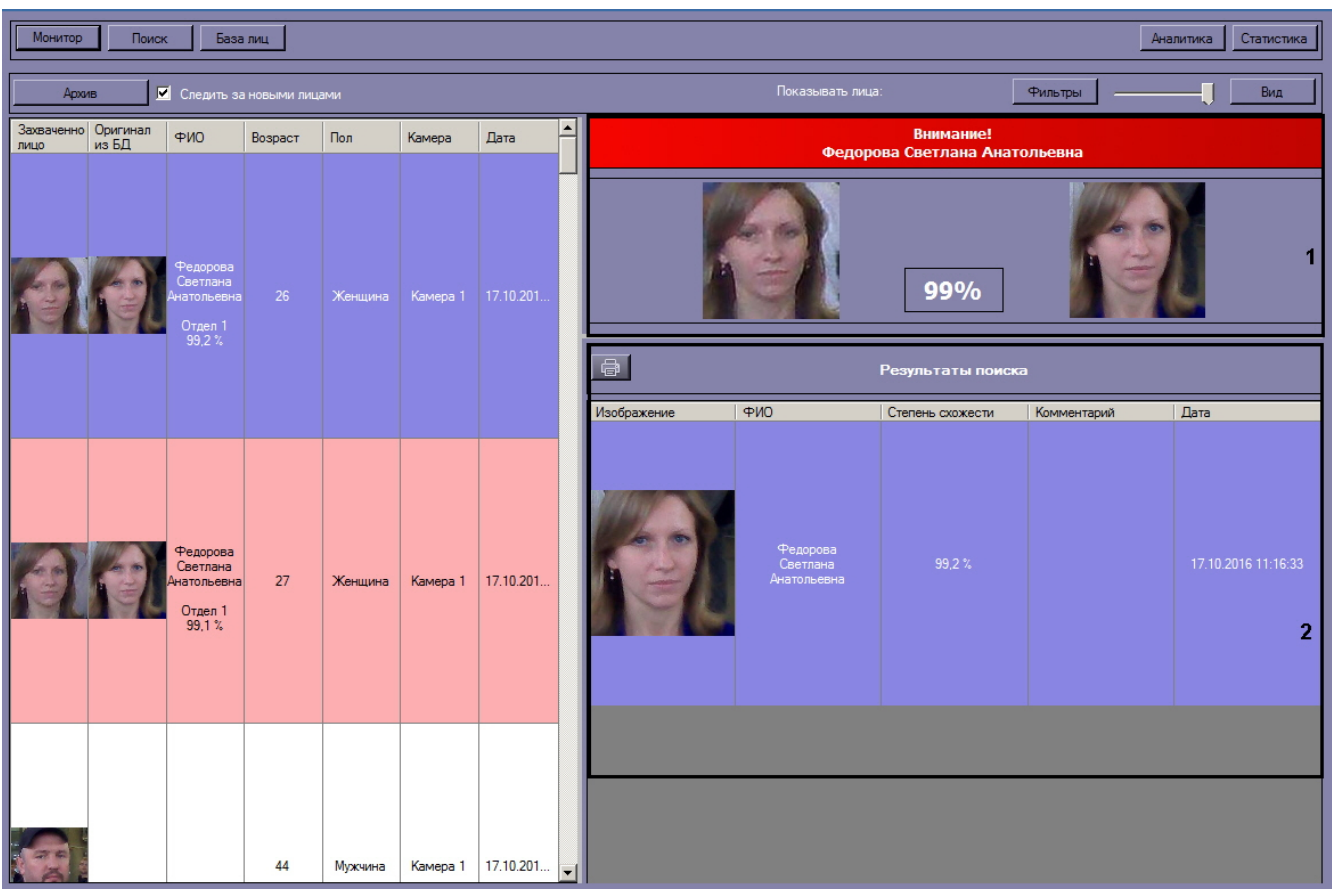 Монитор Поиск База лиц Аналитика Статистика
Архив Следить за новыми лицами Показывать лица: Фильтры Вид
Захваченно лицо
Оригинал из БД
ФИО Возраст Пол Камера Дата
Федорова
Светлана
Анатольевна
Отдел 1
99,2 %
26 Женщина Камера 1 17.10.201...
Федорова
Светлана
Анатольевна
Отдел 1
99,1 %
27 Женщина Камера 1 17.10.201...
44 Мужчина Камера 1 17.10.201...
Внимание!
Федорова Светлана Анатольевна
99%
1
Результаты поиска
Изображение ФИО Степень схожести Комментарий Дата
Федорова
Светлана
Анатольевна
99,2 % 17.10.2016 11:16:33
2